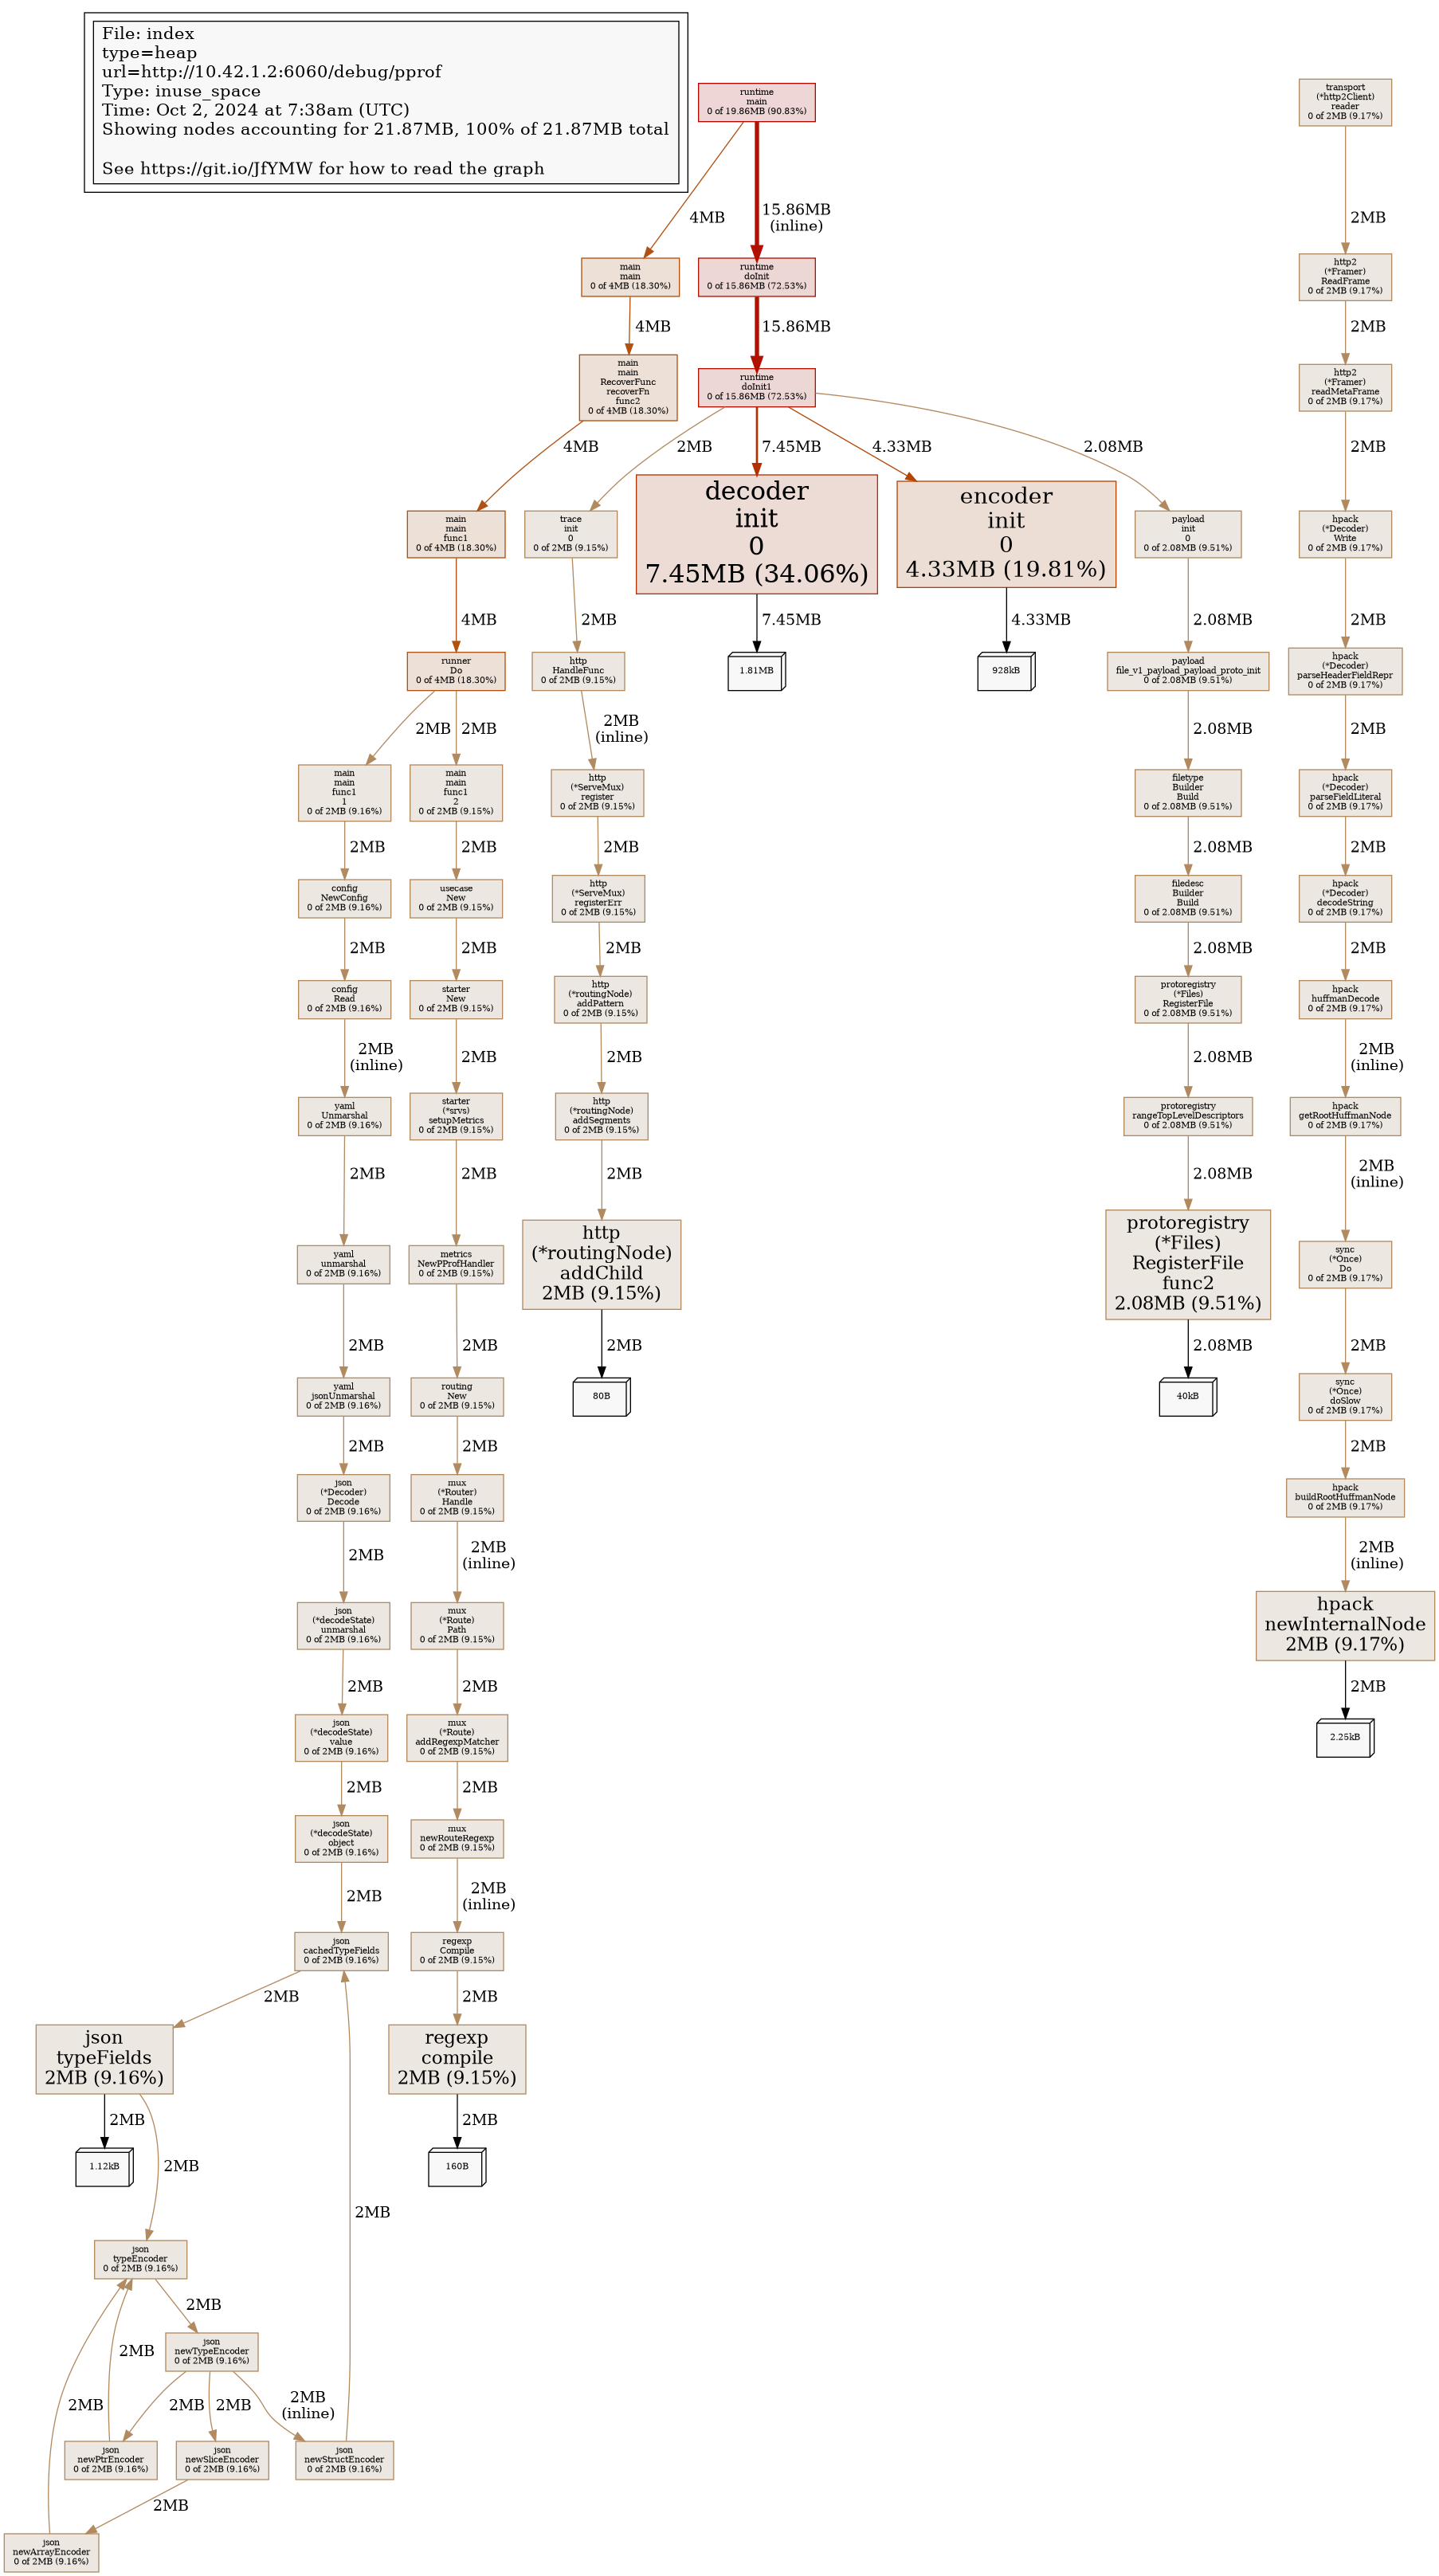 File: index
type=heap
url=http://10.42.1.2:6060/debug/pprof
Type: inuse_space
Time: Oct 2, 2024 at 7:38am (UTC)
Showing nodes accounting for 21.87MB, 100% of 21.87MB total
See https://git.io/JfYMW for how to read the graph
runtime
main
0 of 19.86MB (90.83%)
transport
(*http2Client)
reader
0 of 2MB (9.17%)
4MB
15.86MB
(inline)
2MB
main
main
0 of 4MB (18.30%)
runtime
doInit
0 of 15.86MB (72.53%)
http2
(*Framer)
ReadFrame
0 of 2MB (9.17%)
4MB
15.86MB
2MB
main
main
RecoverFunc
recoverFn
func2
0 of 4MB (18.30%)
runtime
doInit1
0 of 15.86MB (72.53%)
http2
(*Framer)
readMetaFrame
0 of 2MB (9.17%)
4MB
2MB
7.45MB
4.33MB
2.08MB
2MB
main
main
func1
0 of 4MB (18.30%)
trace
init
0
0 of 2MB (9.15%)
decoder
init
0
7.45MB (34.06%)
encoder
init
0
4.33MB (19.81%)
payload
init
0
0 of 2.08MB (9.51%)
hpack
(*Decoder)
Write
0 of 2MB (9.17%)
4MB
2MB
7.45MB
4.33MB
2.08MB
2MB
runner
Do
0 of 4MB (18.30%)
http
HandleFunc
0 of 2MB (9.15%)
1.81MB
928kB
payload
file_v1_payload_payload_proto_init
0 of 2.08MB (9.51%)
hpack
(*Decoder)
parseHeaderFieldRepr
0 of 2MB (9.17%)
2MB
2MB
2MB
(inline)
2.08MB
2MB
main
main
func1
1
0 of 2MB (9.16%)
main
main
func1
2
0 of 2MB (9.15%)
http
(*ServeMux)
register
0 of 2MB (9.15%)
filetype
Builder
Build
0 of 2.08MB (9.51%)
hpack
(*Decoder)
parseFieldLiteral
0 of 2MB (9.17%)
2MB
2MB
2MB
2.08MB
2MB
config
NewConfig
0 of 2MB (9.16%)
usecase
New
0 of 2MB (9.15%)
http
(*ServeMux)
registerErr
0 of 2MB (9.15%)
filedesc
Builder
Build
0 of 2.08MB (9.51%)
hpack
(*Decoder)
decodeString
0 of 2MB (9.17%)
2MB
2MB
2MB
2.08MB
2MB
config
Read
0 of 2MB (9.16%)
starter
New
0 of 2MB (9.15%)
http
(*routingNode)
addPattern
0 of 2MB (9.15%)
protoregistry
(*Files)
RegisterFile
0 of 2.08MB (9.51%)
hpack
huffmanDecode
0 of 2MB (9.17%)
2MB
(inline)
2MB
2MB
2.08MB
2MB
(inline)
yaml
Unmarshal
0 of 2MB (9.16%)
starter
(*srvs)
setupMetrics
0 of 2MB (9.15%)
http
(*routingNode)
addSegments
0 of 2MB (9.15%)
protoregistry
rangeTopLevelDescriptors
0 of 2.08MB (9.51%)
hpack
getRootHuffmanNode
0 of 2MB (9.17%)
2MB
2MB
2MB
2.08MB
2MB
(inline)
yaml
unmarshal
0 of 2MB (9.16%)
metrics
NewPProfHandler
0 of 2MB (9.15%)
http
(*routingNode)
addChild
2MB (9.15%)
protoregistry
(*Files)
RegisterFile
func2
2.08MB (9.51%)
sync
(*Once)
Do
0 of 2MB (9.17%)
2MB
2MB
2MB
2.08MB
2MB
yaml
jsonUnmarshal
0 of 2MB (9.16%)
routing
New
0 of 2MB (9.15%)
80B
40kB
sync
(*Once)
doSlow
0 of 2MB (9.17%)
2MB
2MB
2MB
json
(*Decoder)
Decode
0 of 2MB (9.16%)
mux
(*Router)
Handle
0 of 2MB (9.15%)
hpack
buildRootHuffmanNode
0 of 2MB (9.17%)
2MB
2MB
(inline)
2MB
(inline)
json
(*decodeState)
unmarshal
0 of 2MB (9.16%)
mux
(*Route)
Path
0 of 2MB (9.15%)
hpack
newInternalNode
2MB (9.17%)
2MB
2MB
2MB
json
(*decodeState)
value
0 of 2MB (9.16%)
mux
(*Route)
addRegexpMatcher
0 of 2MB (9.15%)
2.25kB
2MB
2MB
json
(*decodeState)
object
0 of 2MB (9.16%)
mux
newRouteRegexp
0 of 2MB (9.15%)
2MB
2MB
(inline)
json
cachedTypeFields
0 of 2MB (9.16%)
regexp
Compile
0 of 2MB (9.15%)
2MB
2MB
json
typeFields
2MB (9.16%)
regexp
compile
2MB (9.15%)
2MB
2MB
1.12kB
2MB
160B
2MB
json
typeEncoder
0 of 2MB (9.16%)
2MB
json
newTypeEncoder
0 of 2MB (9.16%)
2MB
2MB
2MB
2MB
2MB
(inline)
json
newPtrEncoder
0 of 2MB (9.16%)
json
newSliceEncoder
0 of 2MB (9.16%)
json
newStructEncoder
0 of 2MB (9.16%)
2MB
json
newArrayEncoder
0 of 2MB (9.16%)